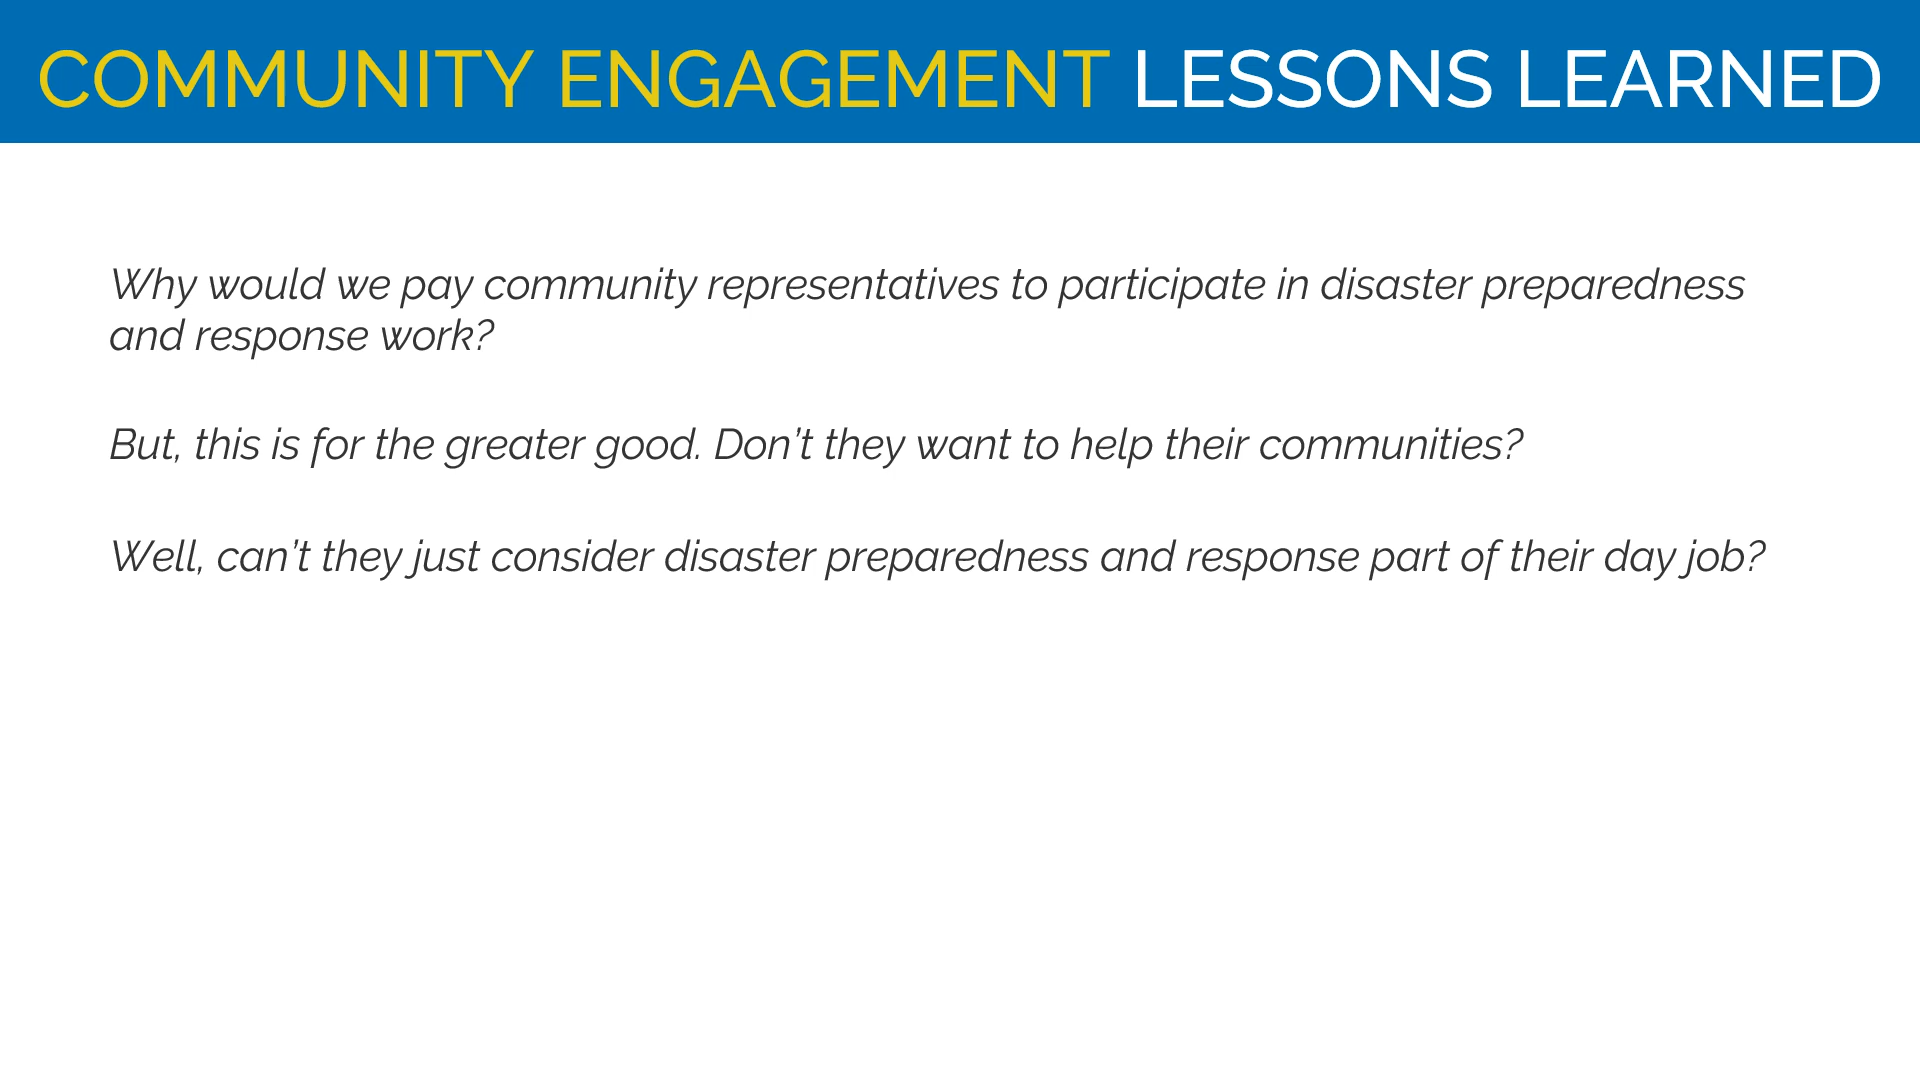 COMMUNITY ENGAGEMENT LESSONS LEARNED
Why would we pay community representatives to participate in disaster preparedness
and response work?
But, this is for the greater good. Don’t they want to help their communities?
Well, can’t they just consider disaster preparedness and response part of their day job?